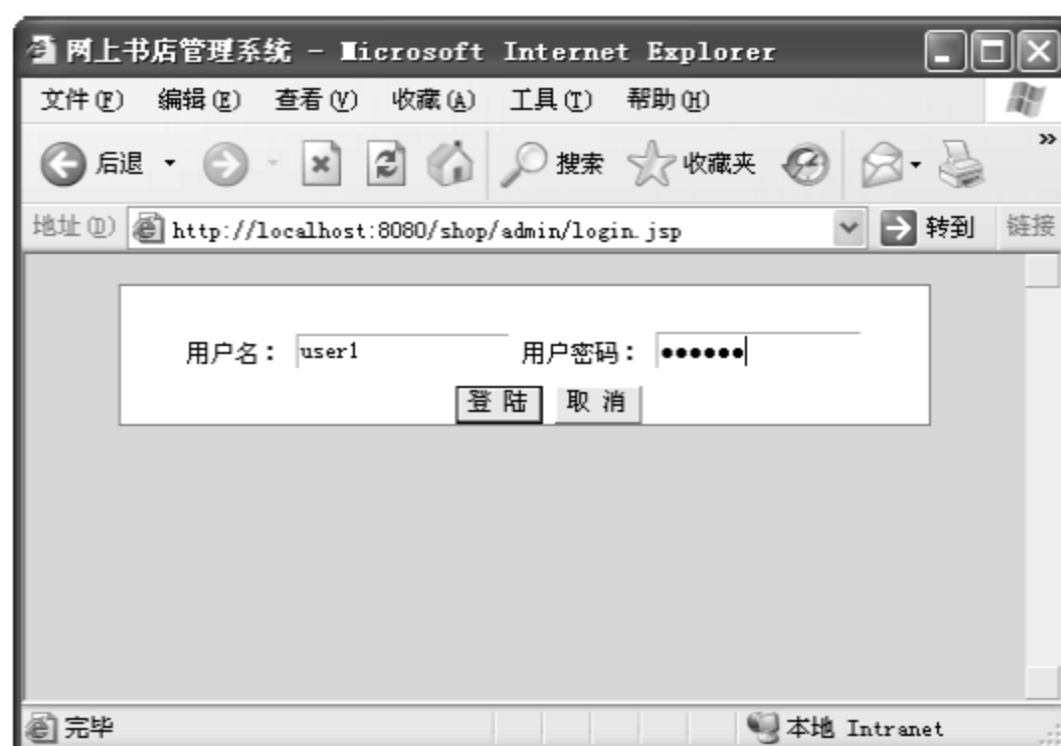 网上书店管理系统 - Microsoft Internet Explorer
文件(F) 编辑(E) 查看(V) 收藏(A) 工具(T) 帮助(H)
后退 搜索 收藏夹 »
地址(D) http://localhost:8080/shop/admin/login.jsp 转到 链接
用户名： user1 用户密码： ●●●●●●
登 陆 取 消
完毕 本地 Intranet